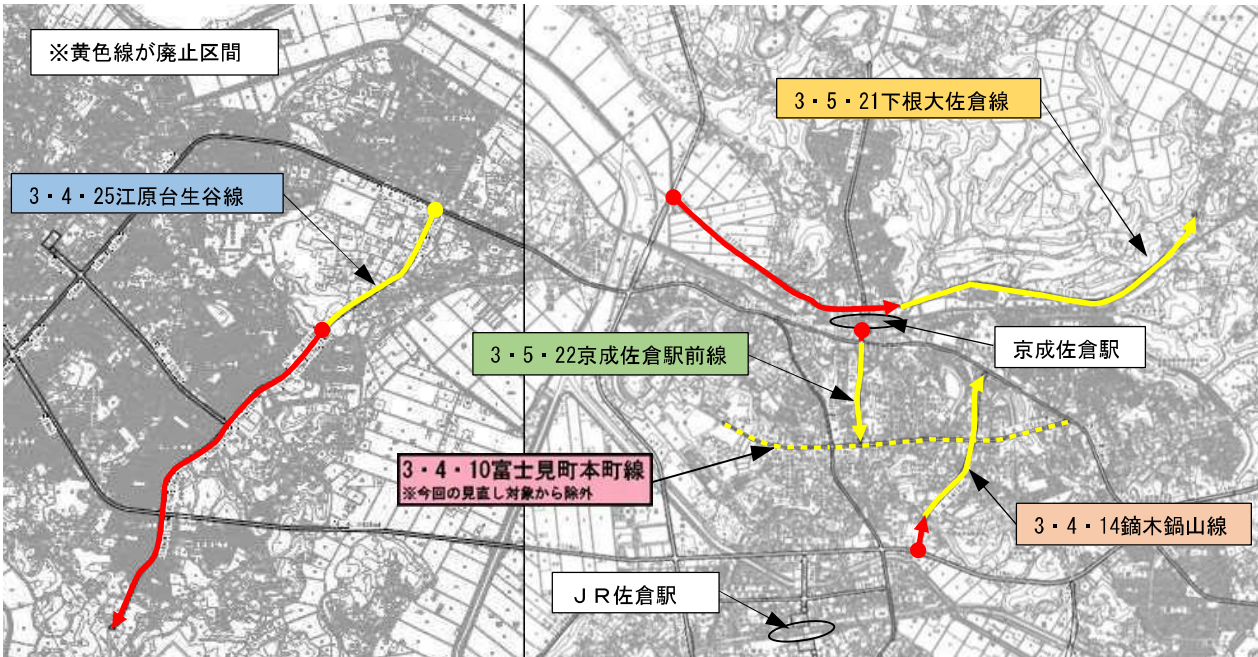 ※黄色線が廃止区間
3・5・21下根大佐倉線
3・4・25江原台生谷線
京成佐倉駅
3・5・22京成佐倉駅前線
3・4・10富士見町本町線
※今回の見直し対象から除外
3・4・14鏑木鍋山線
ＪＲ佐倉駅